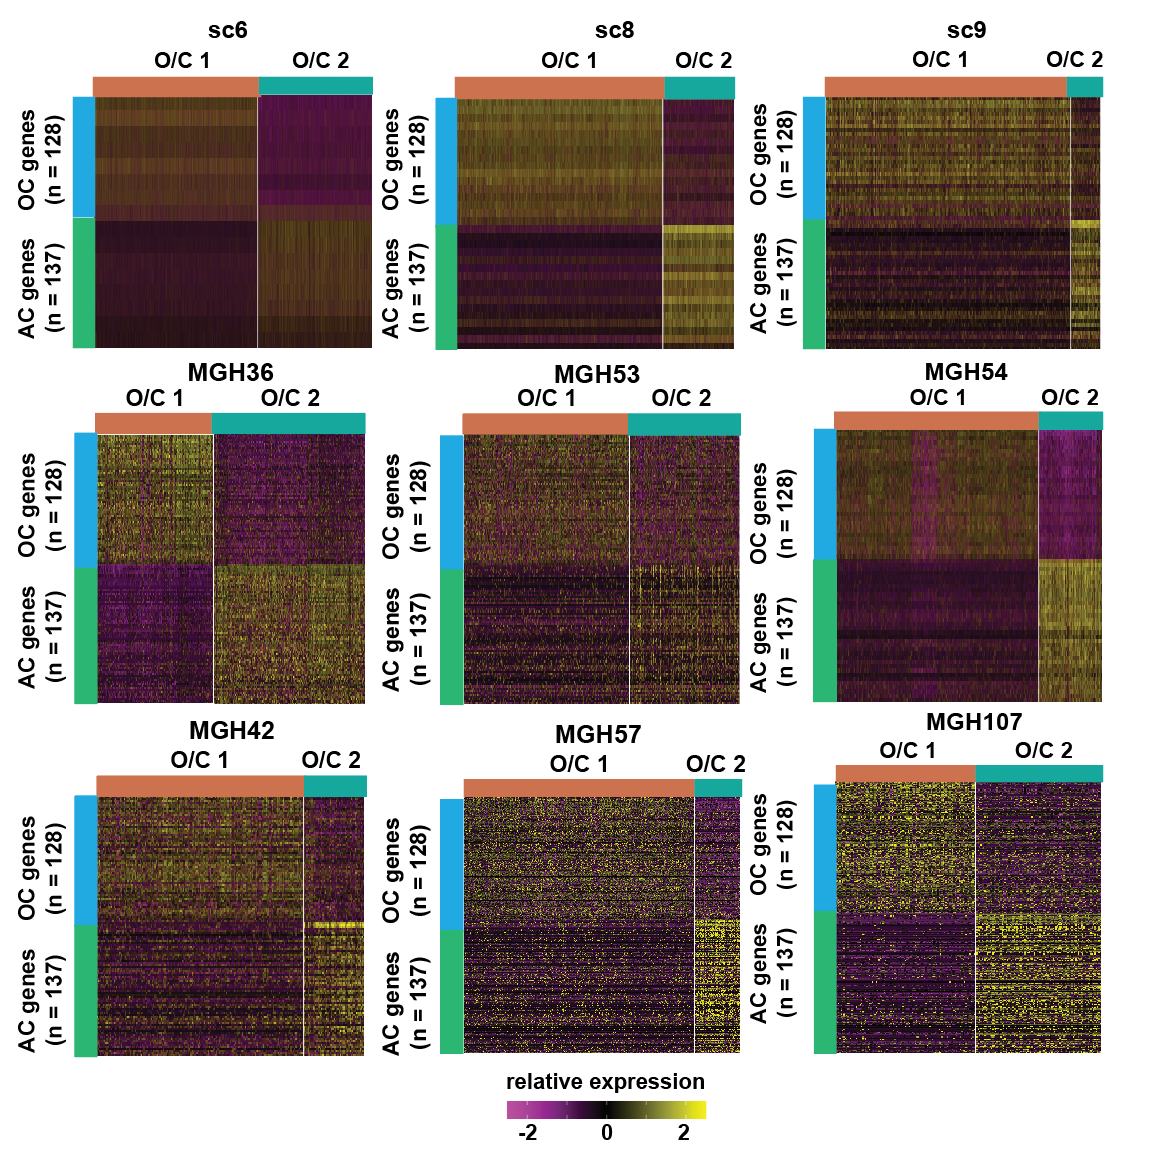 sc6
sc8
sc9
O/C 1
O/C 2
O/C 1
O/C 2
O/C 1
O/C 2
OC genes
(n = 128)
AC genes
(n = 137)
OC genes
(n = 128)
AC genes
(n = 137)
OC genes
(n = 128)
AC genes
(n = 137)
MGH36
MGH53
MGH54
O/C 1
O/C 2
O/C 1
O/C 2
O/C 1
O/C 2
OC genes
(n = 128)
AC genes
(n = 137)
OC genes
(n = 128)
AC genes
(n = 137)
OC genes
(n = 128)
AC genes
(n = 137)
MGH42
MGH57
MGH107
O/C 1
O/C 2
O/C 1
O/C 2
O/C 1
O/C 2
OC genes
(n = 128)
AC genes
(n = 137)
OC genes
(n = 128)
AC genes
(n = 137)
OC genes
(n = 128)
AC genes
(n = 137)
relative expression
-2
0
2